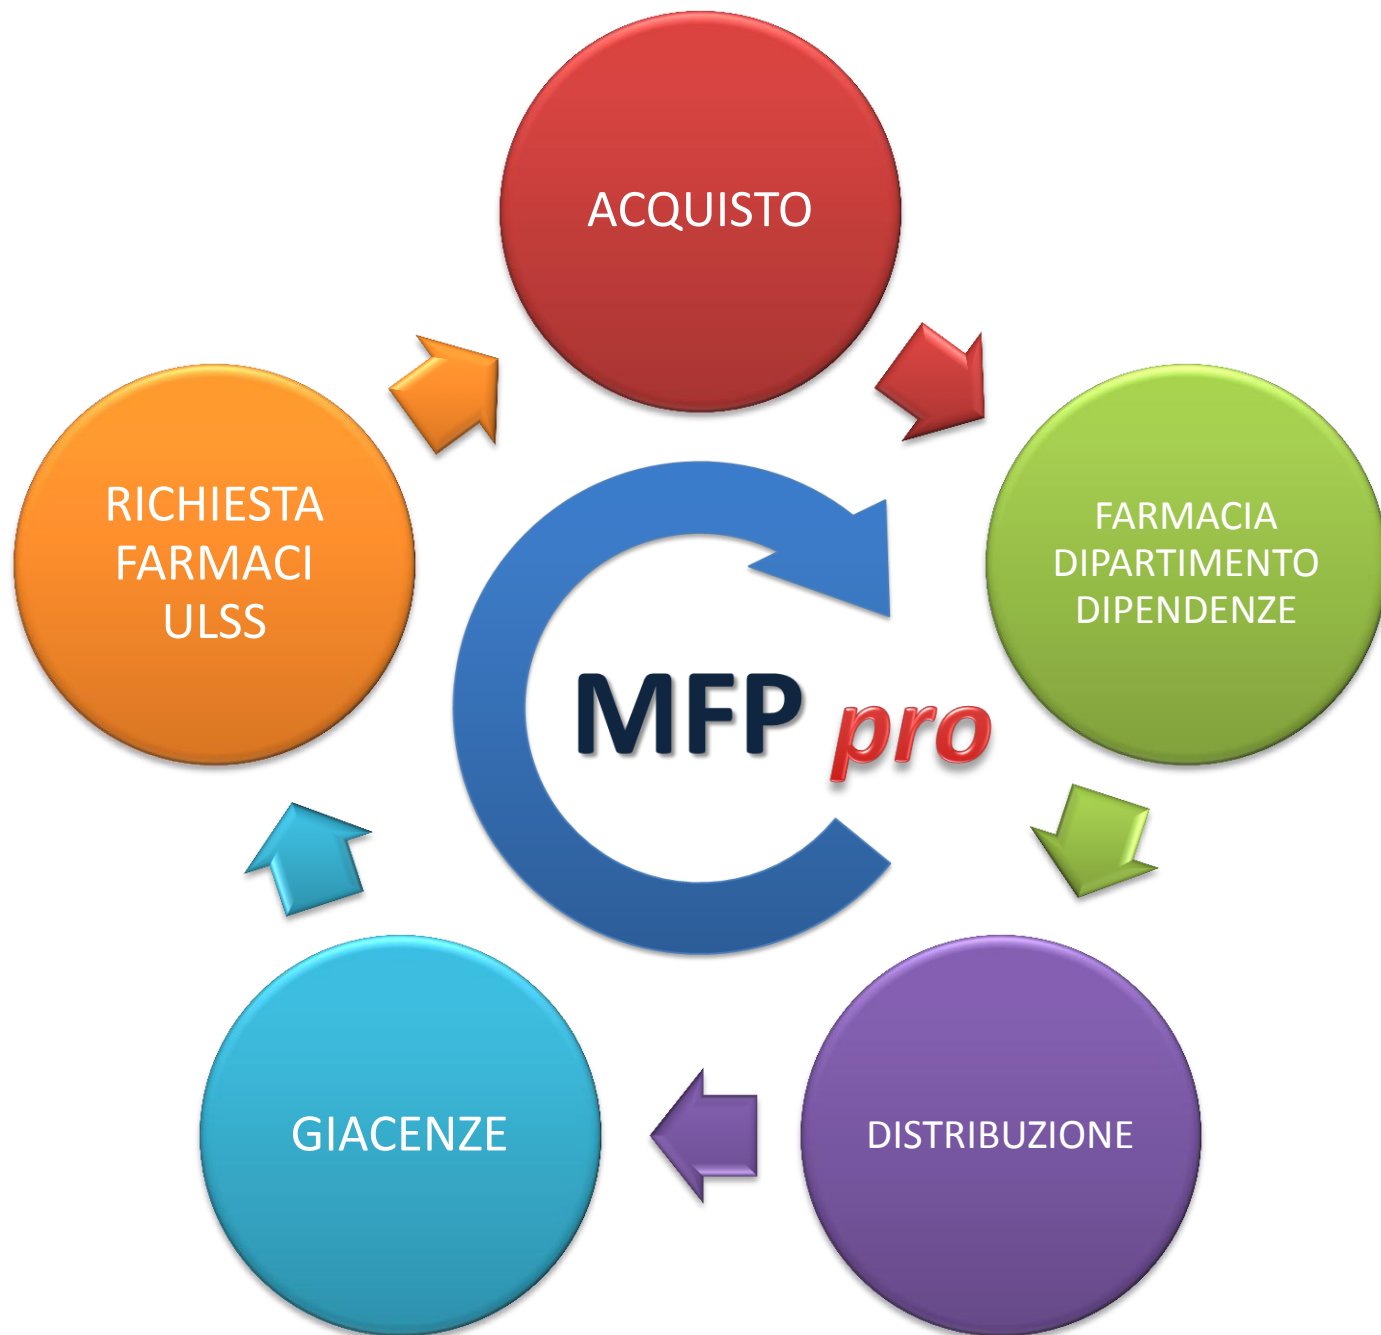 ACQUISTO
RICHIESTA
FARMACI
ULSS
FARMACIA
DIPARTIMENTO
DIPENDENZE
MFP pro
GIACENZE
DISTRIBUZIONE